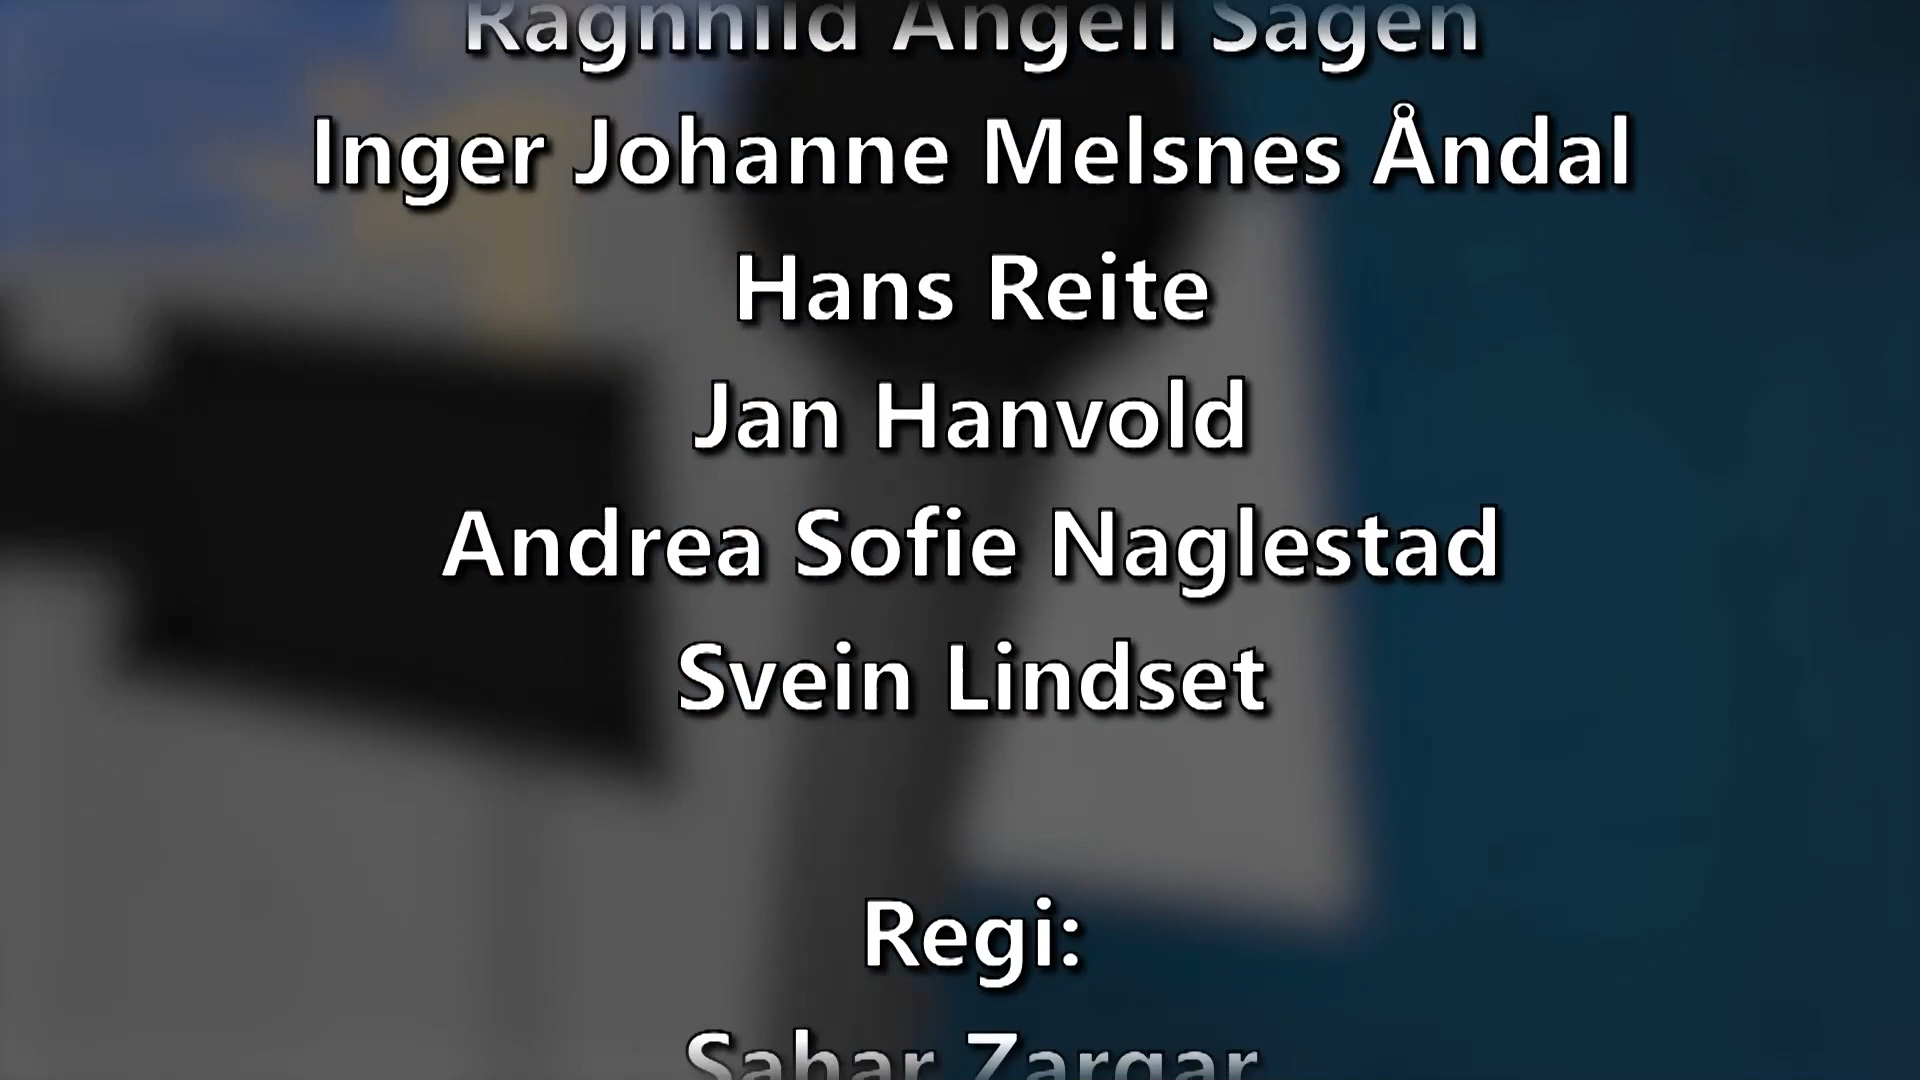 Ragnhild Angell Sagen
Inger Johanne Melsnes Åndal
Hans Reite
Jan Hanvold
Andrea Sofie Naglestad
Svein Lindset
Regi:
Sahar Zargar